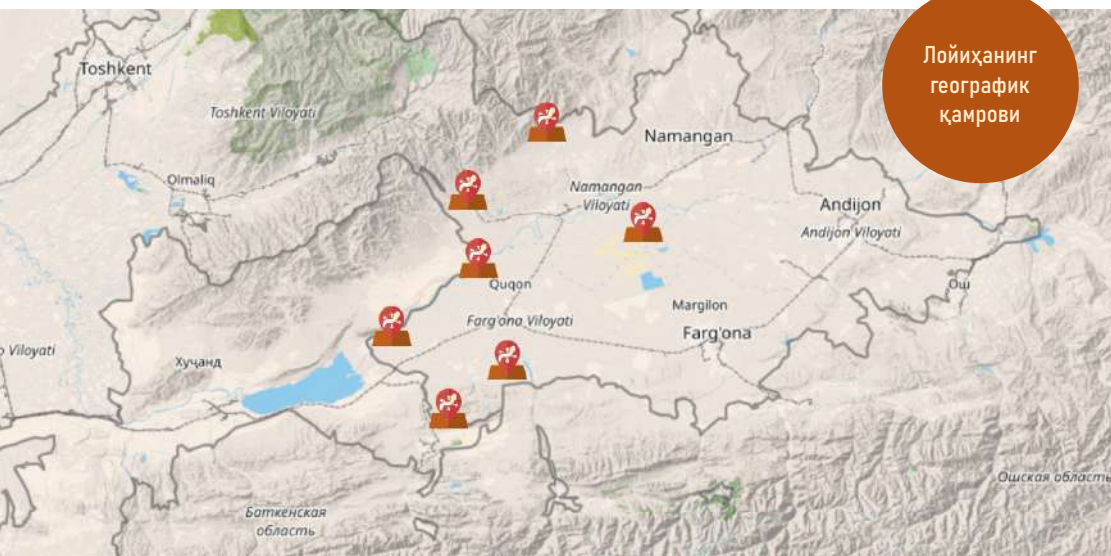 Лойиҳанинг
географик
қамрови
Toshkent
Toshkent Viloyati
Namangan
Olmaliq
Namangan
Viloyati
Andijon
Andijon Viloyati
Quqon
Ош
Margilon
Farg'ona Viloyati
Farg'ona
Viloyati
Хуҷанд
Ошская область
Баткенская
область